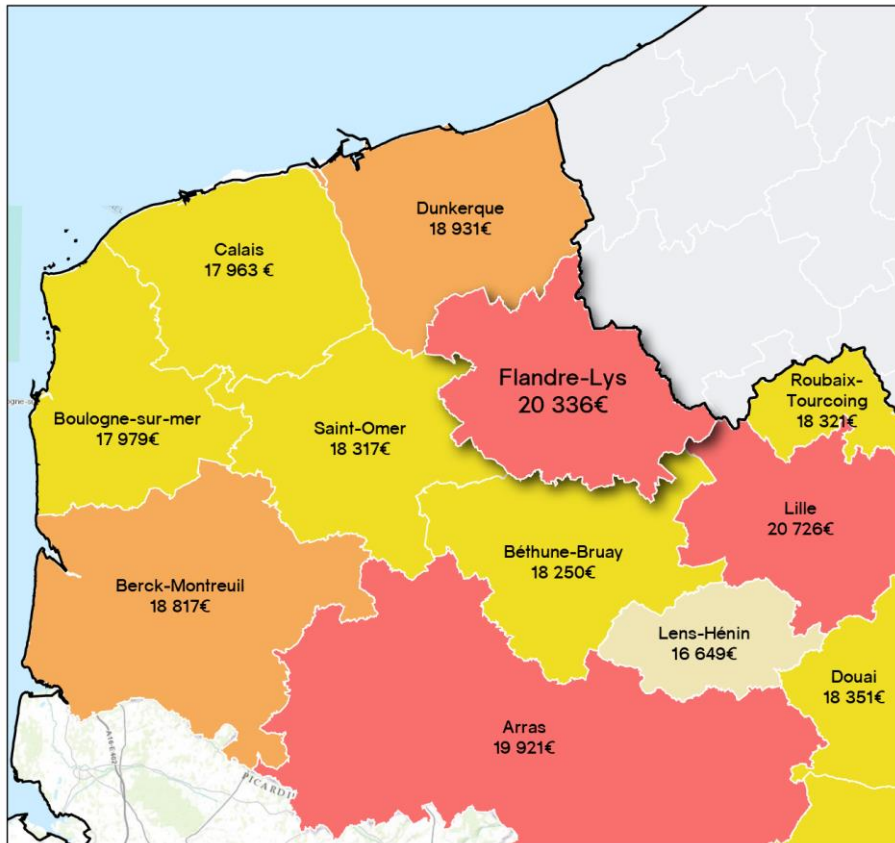 Dunkerque
18 931€
Calais
17 963 €
Flandre-Lys
20 336€
Roubaix-
Tourcoing
18 321€
Boulogne-sur-mer
17 979€
Saint-Omer
18 317€
Lille
20 726€
Béthune-Bruay
18 250€
Berck-Montreuil
18 817€
Lens-Hénin
16 649€
Douai
18 351€
Arras
19 921€
PICARDI